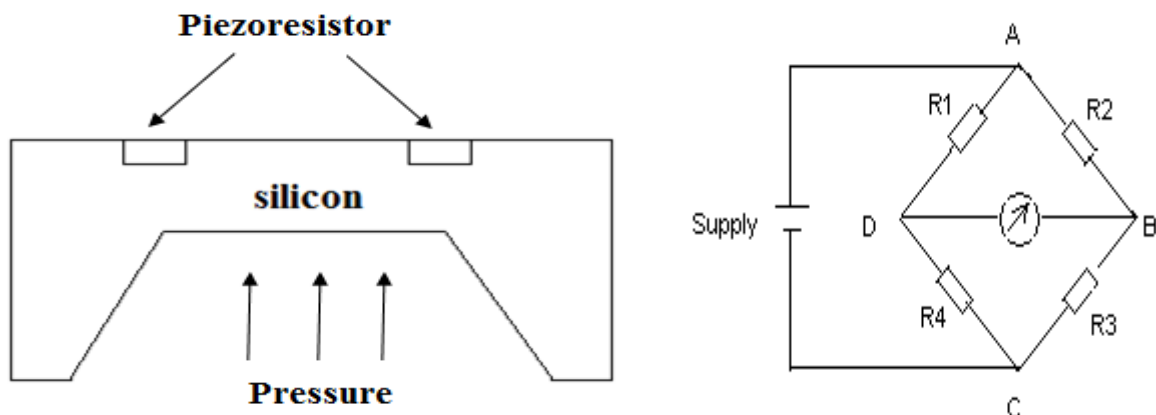 Piezoresistor
silicon
Pressure
A
R1
R2
Supply
D
B
R4
R3
C